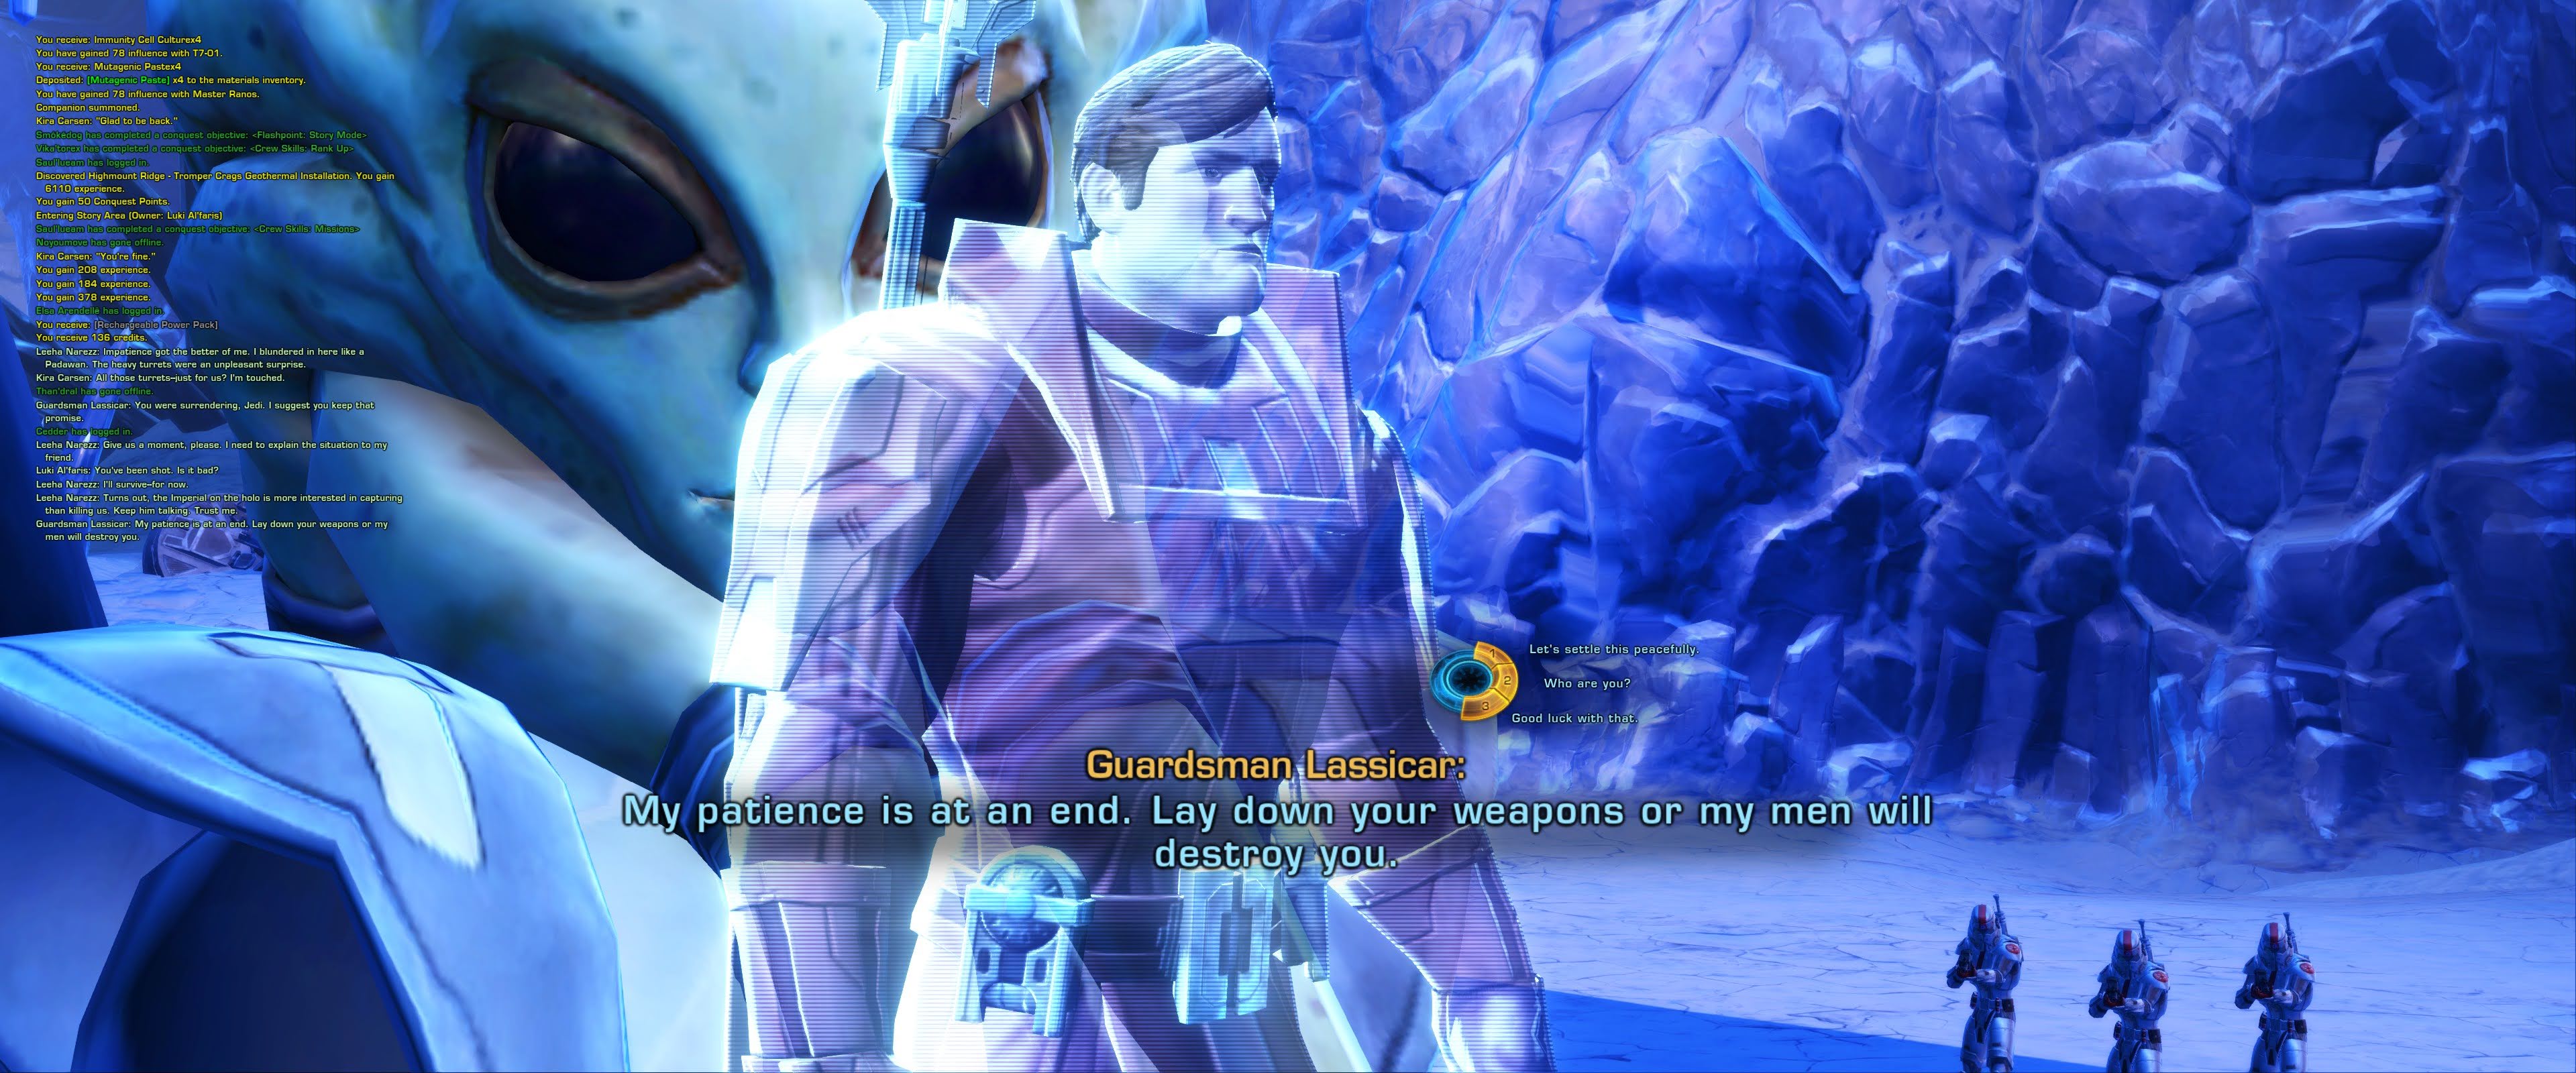 You receive: Immunity Cell Culturex4
You have gained 78 influence with T7-01.
You receive: Mutagenic Pastex4
Deposited: [Mutagenic Paste] x4 to the materials inventory.
You have gained 78 influence with Master Ranos.
Companion summoned.
Kira Carsen: "Glad to be back."
Smökédog has completed a conquest objective: <Flashpoint: Story Mode>
Vika'torex has completed a conquest objective: <Crew Skills: Rank Up>
Saul'lueam has logged in.
Discovered Highmount Ridge - Tromper Crags Geothermal Installation. You gain
6110 experience.
You gain 50 Conquest Points.
Entering Story Area (Owner: Luki Al'faris)
Saul'lueam has completed a conquest objective: <Crew Skills: Missions>
Noyoumove has gone offline.
Kira Carsen: "You're fine."
You gain 208 experience.
You gain 184 experience.
You gain 378 experience.
Elsa Arendellé has logged in.
You receive: [Rechargeable Power Pack]
You receive 136 credits.
Leeha Narezz: Impatience got the better of me. I blundered in here like a
Padawan. The heavy turrets were an unpleasant surprise.
Kira Carsen: All those turrets–just for us? I'm touched.
Than'dral has gone offline.
Guardsman Lassicar: You were surrendering, Jedi. I suggest you keep that
promise.
Cedder has logged in.
Leeha Narezz: Give us a moment, please. I need to explain the situation to my
friend.
Luki Al'faris: You've been shot. Is it bad?
Leeha Narezz: I'll survive–for now.
Leeha Narezz: Turns out, the Imperial on the holo is more interested in capturing
than killing us. Keep him talking. Trust me.
Guardsman Lassicar: My patience is at an end. Lay down your weapons or my
men will destroy you.
1 Let's settle this peacefully.
2 Who are you?
3 Good luck with that.
Guardsman Lassicar:
My patience is at an end. Lay down your weapons or my men will
destroy you.